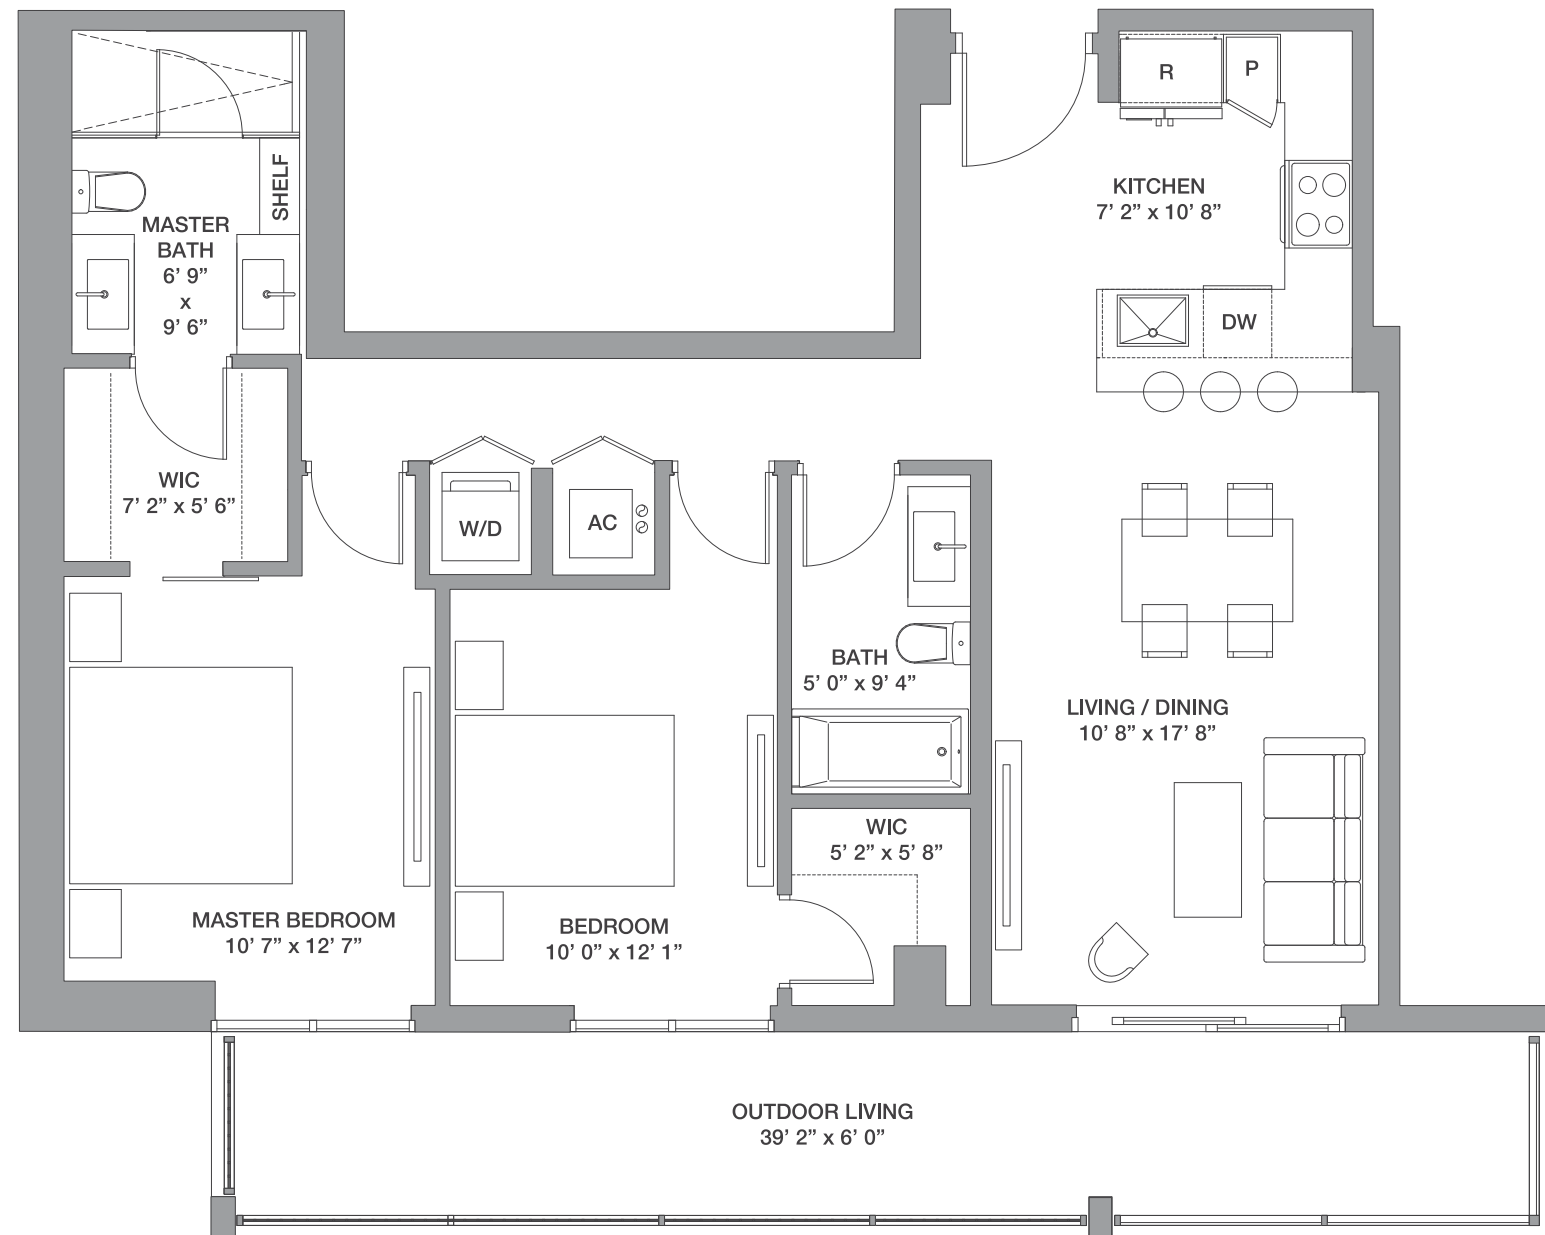 R
P
SHELF
KITCHEN
7’ 2” x 10’ 8”
MASTER
BATH
6’ 9”
x
9’ 6”
DW
WIC
7’ 2” x 5’ 6”
W/D
AC
BATH
5’ 0” x 9’ 4”
LIVING / DINING
10’ 8” x 17’ 8”
WIC
5’ 2” x 5’ 8”
MASTER BEDROOM
10’ 7” x 12’ 7”
BEDROOM
10’ 0” x 12’ 1”
OUTDOOR LIVING
39’ 2” x 6’ 0”